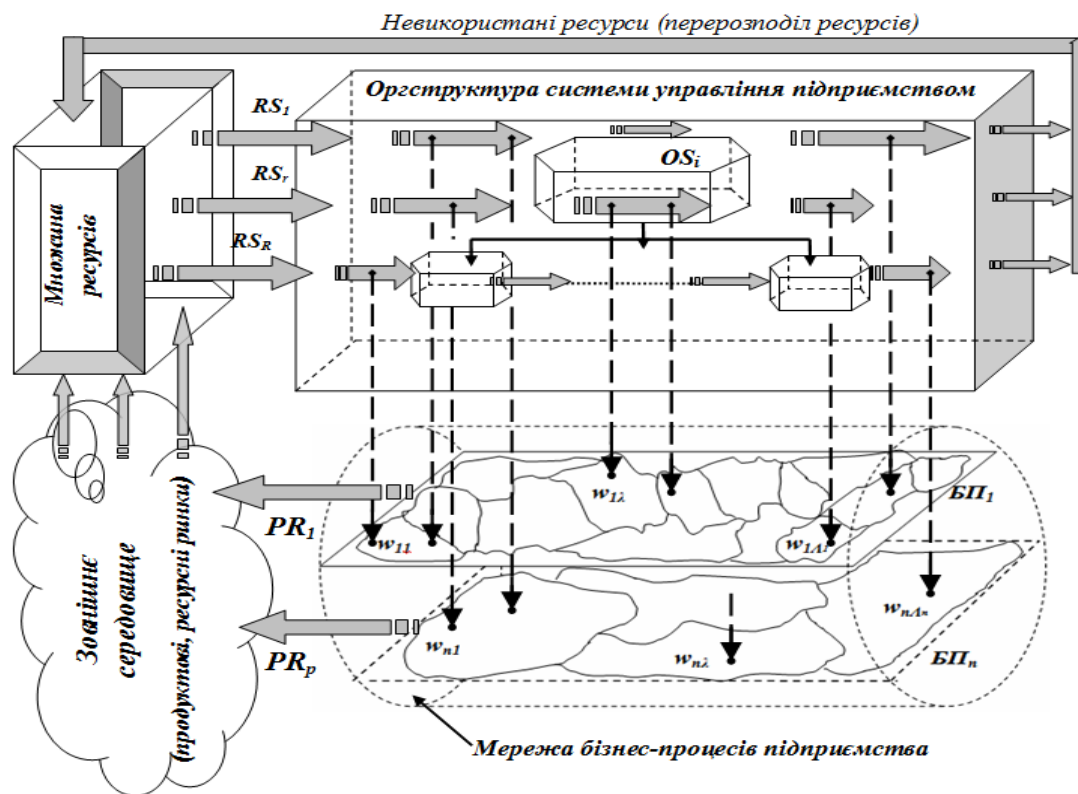 Невикористані ресурси (перерозподіл ресурсів)
Оргструктура системи управління підприємством
RS₁
OSᵢ
RSᵣ
RS_R
Множина
ресурсів
w₁λ
БП₁
PR₁
w₁₁
w₁Λ₁
Зовнішнє
середовище
(продуктові, ресурсні ринки)
wₙΛₙ
wₙ₁
PRₚ
wₙλ
БПₙ
Мережа бізнес-процесів підприємства